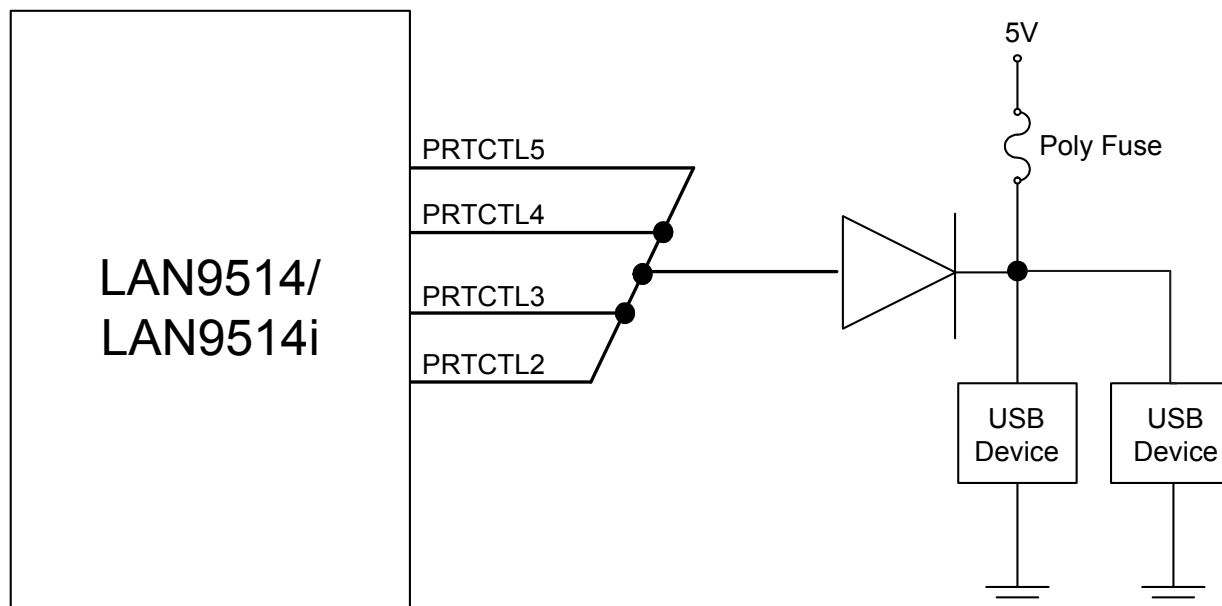 5V
Poly Fuse
PRTCTL5
PRTCTL4
PRTCTL3
PRTCTL2
LAN9514/
LAN9514i
USB
Device
USB
Device